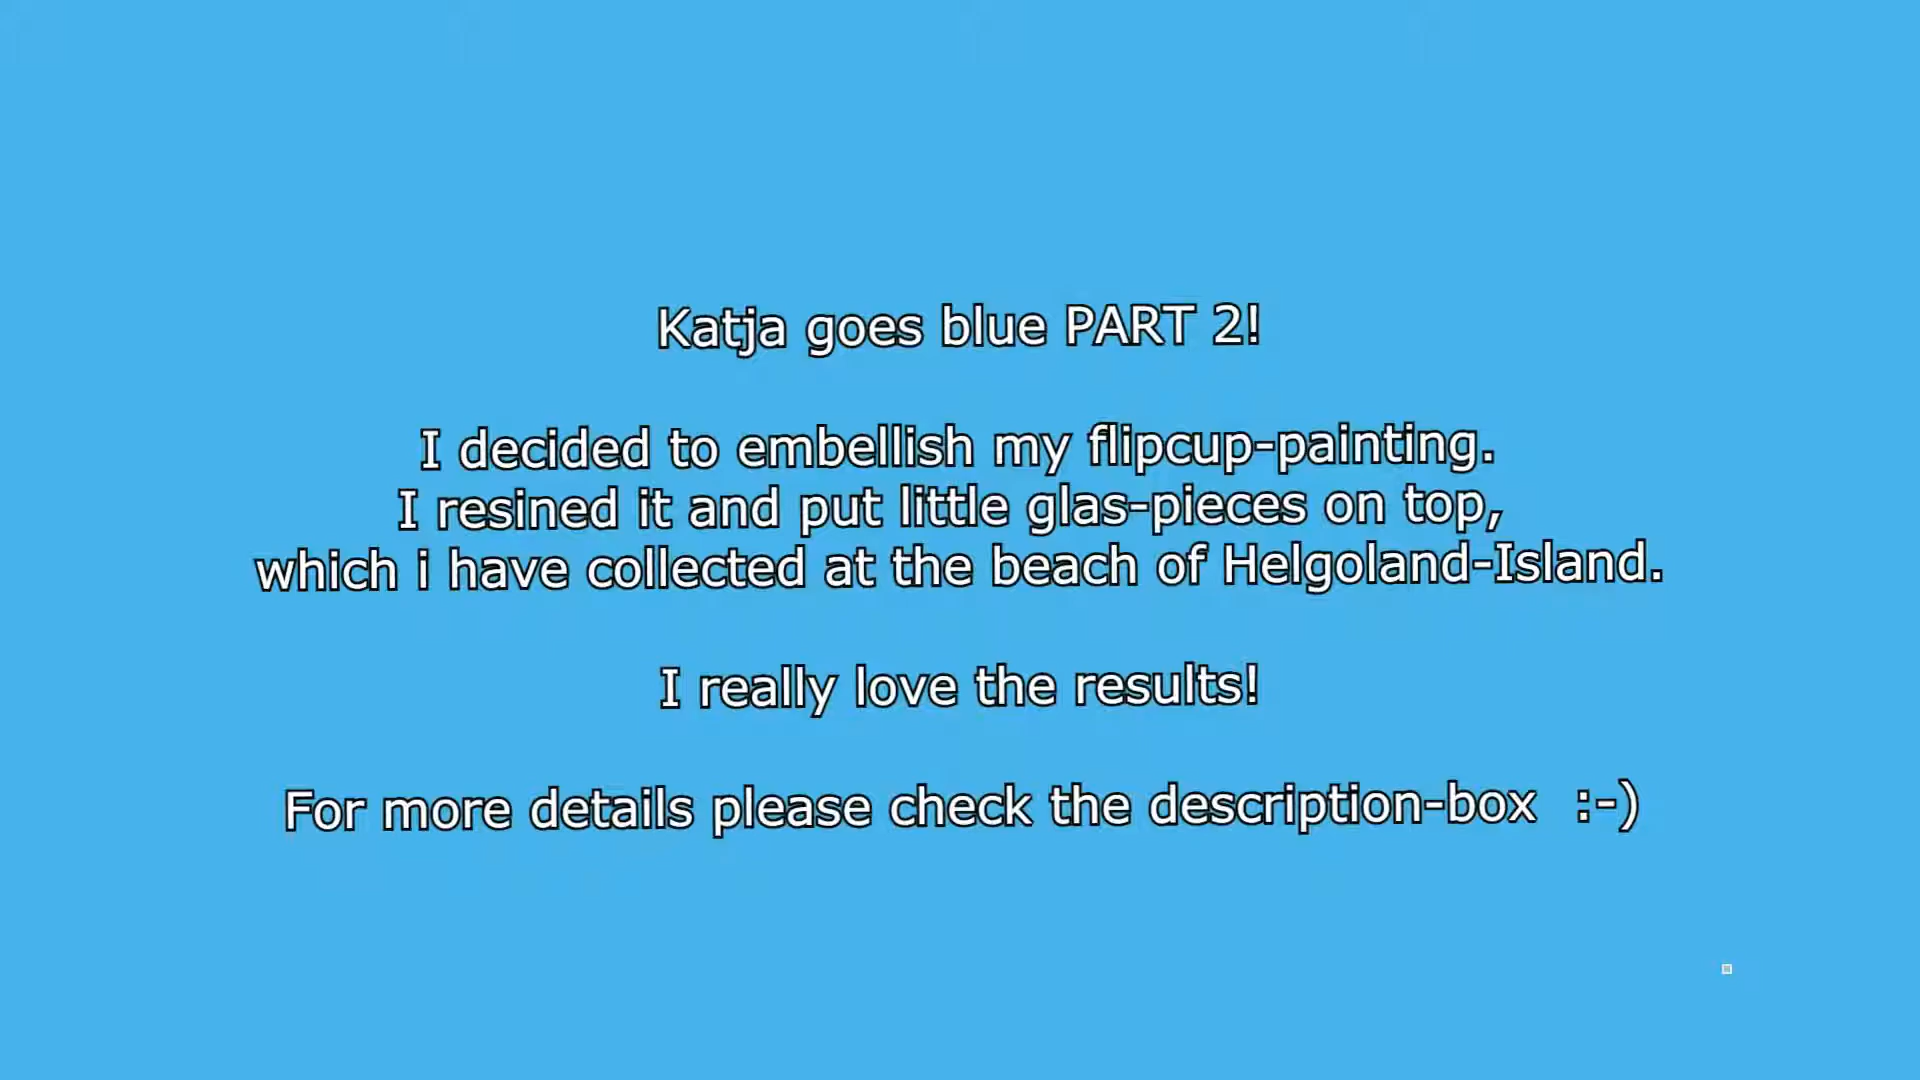 Katja goes blue PART 2!
I decided to embellish my flipcup-painting.
I resined it and put little glas-pieces on top,
which i have collected at the beach of Helgoland-Island.
I really love the results!
For more details please check the description-box  :-)